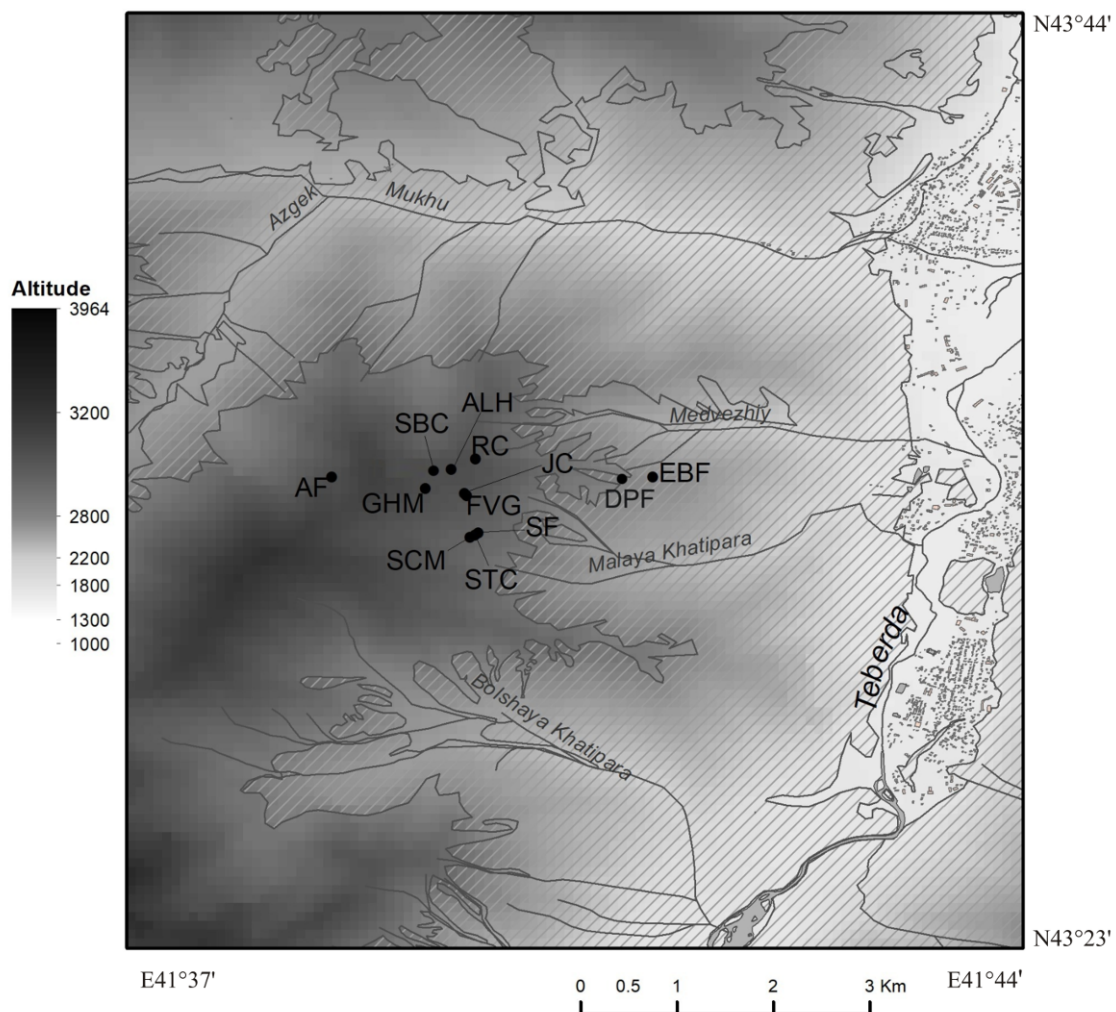 N43°44'
Azgek
Mukhu
Altitude
3964
3200
2800
2200
1800
1300
1000
ALH
SBC
RC
Medvezhiy
JC
AF
GHM
FVG
EBF
DPF
SF
SCM
STC
Malaya Khatipara
Teberda
Bolshaya Khatipara
N43°23'
E41°37'
E41°44'
0 0.5 1 2 3 Km